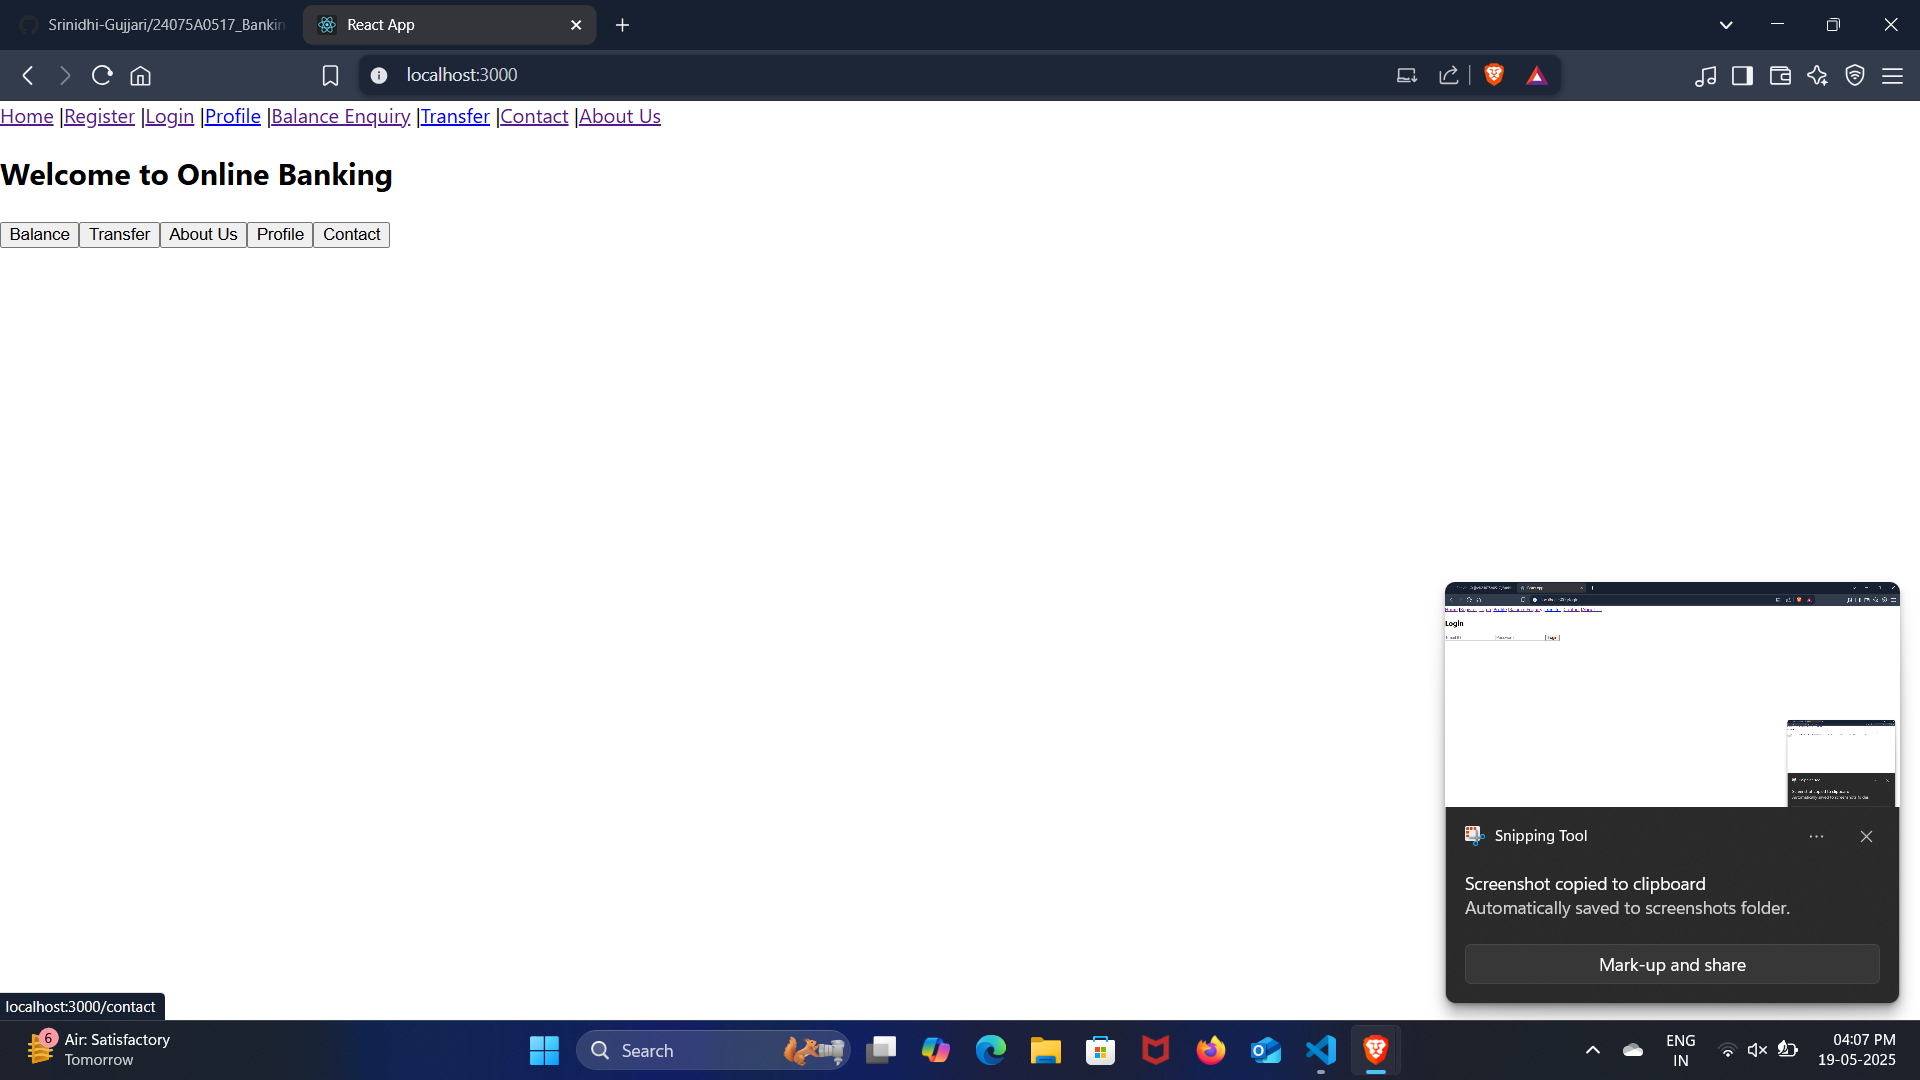 Srinidhi-Gujjari/24075A0517_Bankin
React App
localhost:3000
Home |Register |Login |Profile |Balance Enquiry |Transfer |Contact |About Us
Welcome to Online Banking
Balance Transfer About Us Profile Contact
Login
Snipping Tool
Screenshot copied to clipboard
Automatically saved to screenshots folder.
Mark-up and share
localhost:3000/contact
6
Air: Satisfactory
Tomorrow
Search
ENG
IN
04:07 PM
19-05-2025